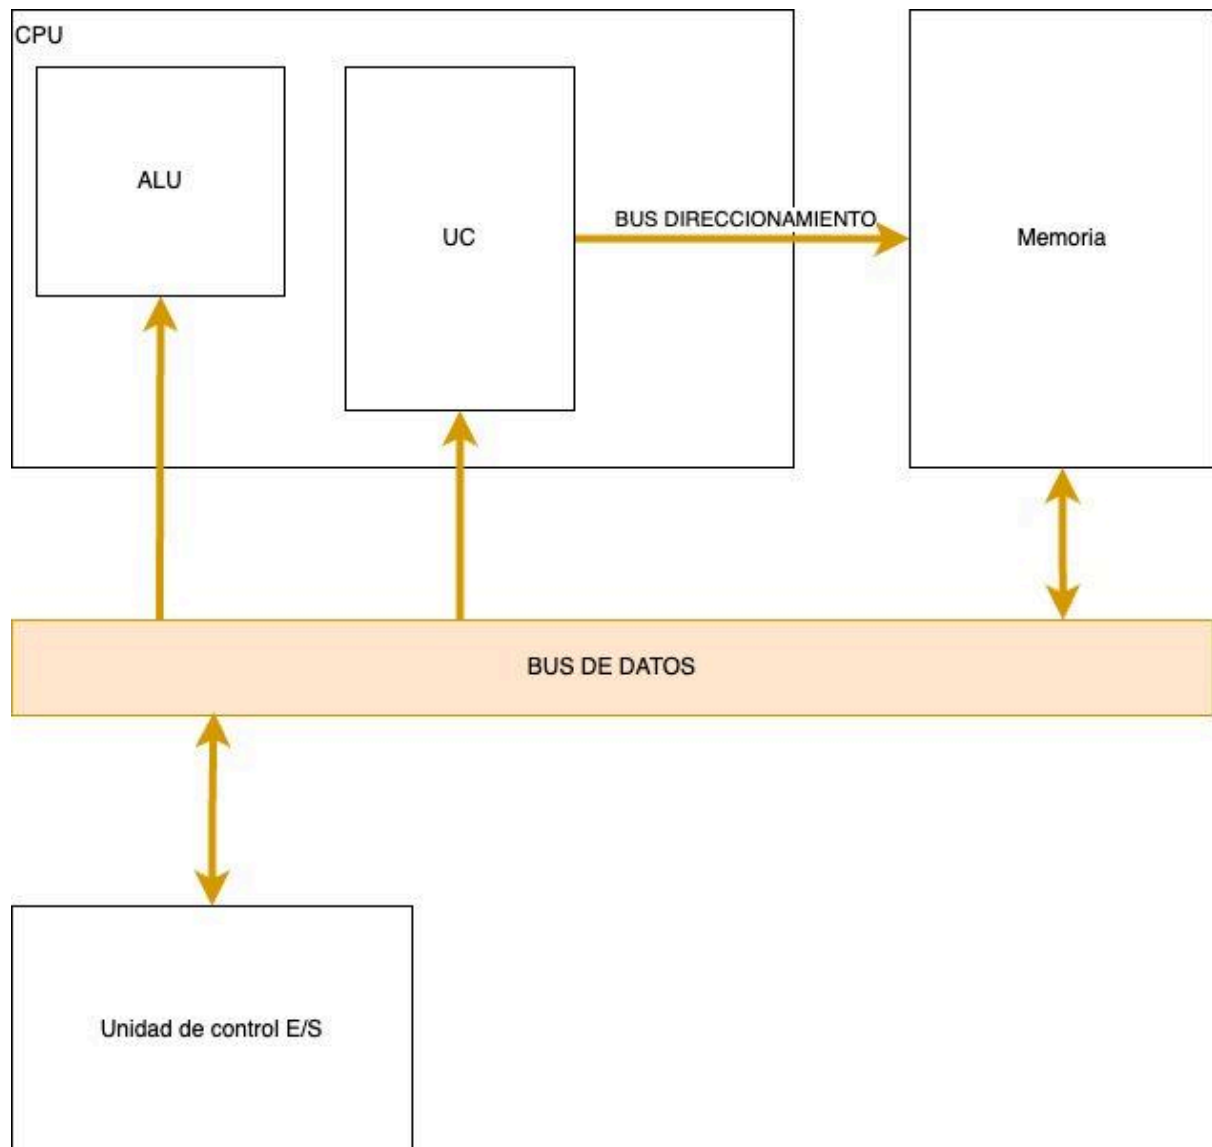 CPU
ALU
UC
BUS DIRECCIONAMIENTO
Memoria
BUS DE DATOS
Unidad de control E/S